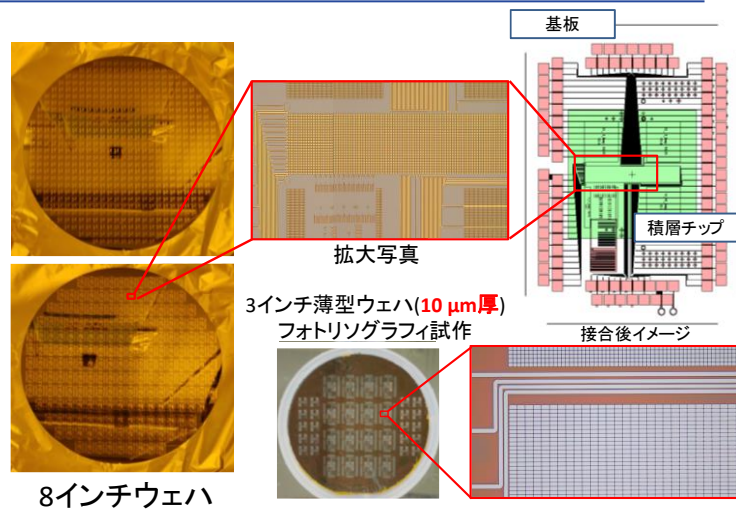 基板
積層チップ
拡大写真
3インチ薄型ウェハ(10 μm厚)
フォトリソグラフィ試作
接合後イメージ
8インチウェハ